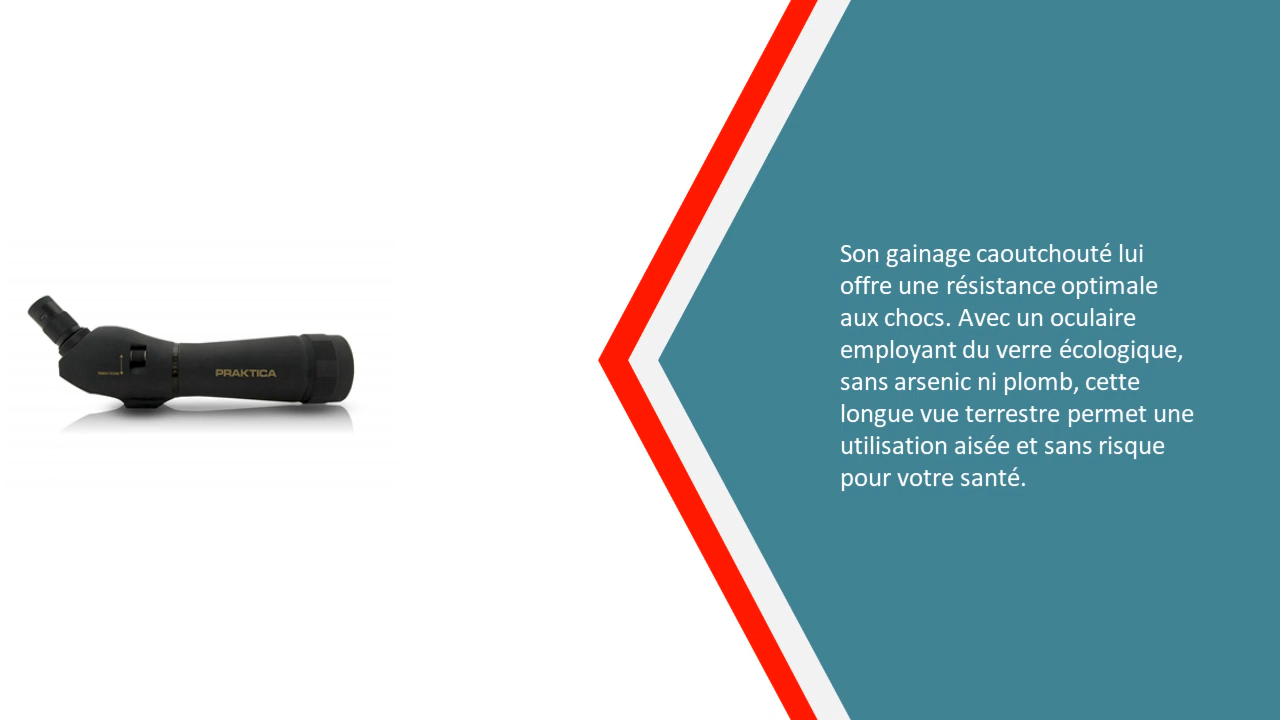 PRAKTICA
Son gainage caoutchouté lui
offre une résistance optimale
aux chocs. Avec un oculaire
employant du verre écologique,
sans arsenic ni plomb, cette
longue vue terrestre permet une
utilisation aisée et sans risque
pour votre santé.